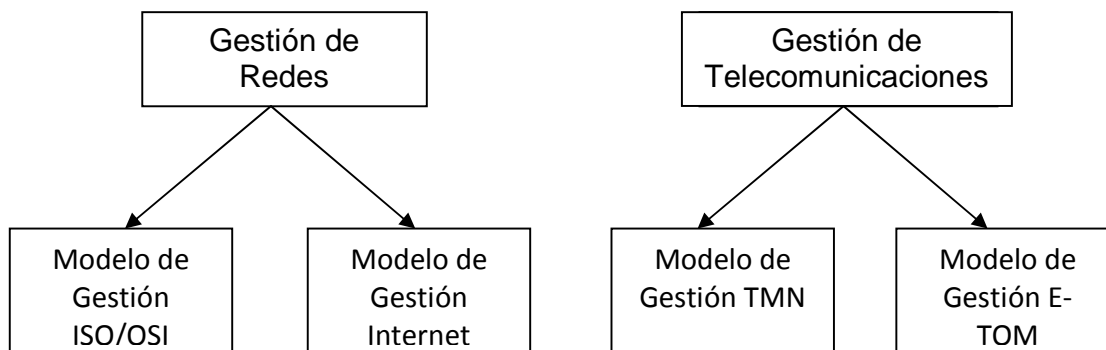 Gestión de
Redes
Gestión de
Telecomunicaciones
Modelo de
Gestión
ISO/OSI
Modelo de
Gestión
Internet
Modelo de
Gestión TMN
Modelo de
Gestión E-
TOM